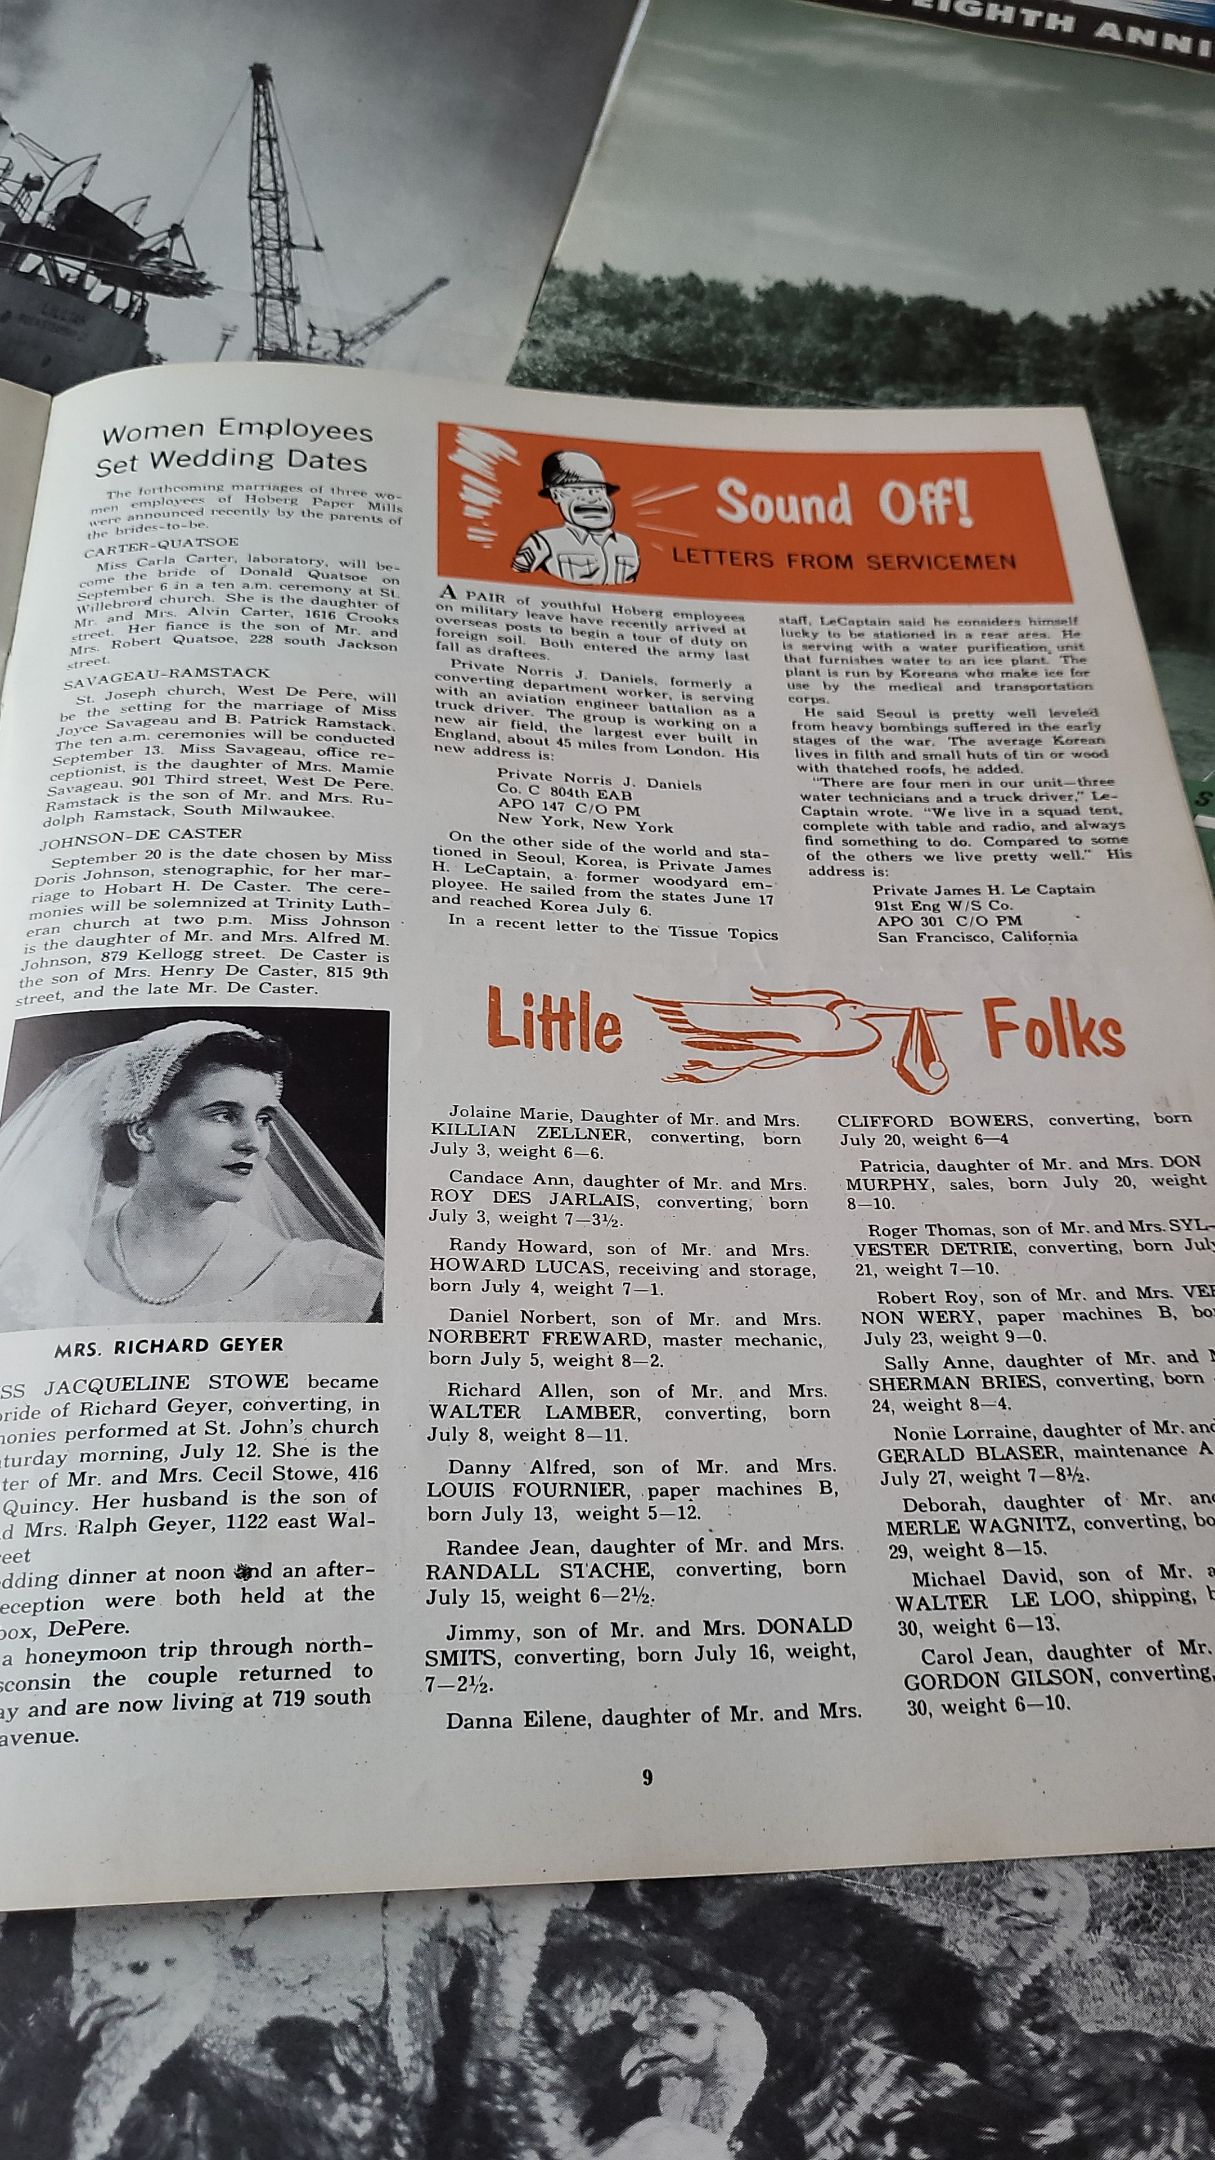 EIGHTH ANNI
Women Employees
Set Wedding Dates
The forthcoming marriages of three wo-
men employees of Hoberg Paper Mills
were announced recently by the parents of
the brides-to-be.
CARTER-QUATSOE
Miss Carla Carter, laboratory, will be-
come the bride of Donald Quatsoe on
September 6 in a ten a.m. ceremony at St.
Willebrord church. She is the daughter of
Mr. and Mrs. Alvin Carter, 1616 Crooks
street. Her fiance is the son of Mr. and
Mrs. Robert Quatsoe, 228 south Jackson
street.
SAVAGEAU-RAMSTACK
St. Joseph church, West De Pere, will
be the setting for the marriage of Miss
Joyce Savageau and B. Patrick Ramstack.
The ten a.m. ceremonies will be conducted
September 13. Miss Savageau, office re-
ceptionist, is the daughter of Mrs. Mamie
Savageau, 901 Third street, West De Pere.
Ramstack is the son of Mr. and Mrs. Ru-
dolph Ramstack, South Milwaukee.
JOHNSON-DE CASTER
September 20 is the date chosen by Miss
Doris Johnson, stenographic, for her mar-
riage to Hobart H. De Caster. The cere-
monies will be solemnized at Trinity Luth-
eran church at two p.m. Miss Johnson
is the daughter of Mr. and Mrs. Alfred M.
Johnson, 879 Kellogg street. De Caster is
the son of Mrs. Henry De Caster, 815 9th
street, and the late Mr. De Caster.
MRS. RICHARD GEYER
SS JACQUELINE STOWE became
bride of Richard Geyer, converting, in
monies performed at St. John's church
turday morning, July 12. She is the
ter of Mr. and Mrs. Cecil Stowe, 416
Quincy. Her husband is the son of
d Mrs. Ralph Geyer, 1122 east Wal-
reet
dding dinner at noon and an after-
eception were both held at the
box, DePere.
a honeymoon trip through north-
sconsin the couple returned to
ay and are now living at 719 south
avenue.
Sound Off!
LETTERS FROM SERVICEMEN
A PAIR of youthful Hoberg employees
on military leave have recently arrived at
overseas posts to begin a tour of duty on
foreign soil. Both entered the army last
fall as draftees.
Private Norris J. Daniels, formerly a
converting department worker, is serving
with an aviation engineer battalion as a
truck driver. The group is working on a
new air field, the largest ever built in
England, about 45 miles from London. His
new address is:
Private Norris J. Daniels
Co. C 804th EAB
APO 147 C/O PM
New York, New York
On the other side of the world and sta-
tioned in Seoul, Korea, is Private James
H. LeCaptain, a former woodyard em-
ployee. He sailed from the states June 17
and reached Korea July 6.
In a recent letter to the Tissue Topics
staff, LeCaptain said he considers himself
lucky to be stationed in a rear area. He
is serving with a water purification unit
that furnishes water to an ice plant. The
plant is run by Koreans who make ice for
use by the medical and transportation
corps.
He said Seoul is pretty well leveled
from heavy bombings suffered in the early
stages of the war. The average Korean
lives in filth and small huts of tin or wood
with thatched roofs, he added.
"There are four men in our unit—three
water technicians and a truck driver," Le-
Captain wrote. "We live in a squad tent,
complete with table and radio, and always
find something to do. Compared to some
of the others we live pretty well." His
address is:
Private James H. Le Captain
91st Eng W/S Co.
APO 301 C/O PM
San Francisco, California
Little Folks
Jolaine Marie, Daughter of Mr. and Mrs.
KILLIAN ZELLNER, converting, born
July 3, weight 6—6.
Candace Ann, daughter of Mr. and Mrs.
ROY DES JARLAIS, converting, born
July 3, weight 7—3½.
Randy Howard, son of Mr. and Mrs.
HOWARD LUCAS, receiving and storage,
born July 4, weight 7—1.
Daniel Norbert, son of Mr. and Mrs.
NORBERT FREWARD, master mechanic,
born July 5, weight 8—2.
Richard Allen, son of Mr. and Mrs.
WALTER LAMBER, converting, born
July 8, weight 8—11.
Danny Alfred, son of Mr. and Mrs.
LOUIS FOURNIER, paper machines B,
born July 13, weight 5—12.
Randee Jean, daughter of Mr. and Mrs.
RANDALL STACHE, converting, born
July 15, weight 6—2½.
Jimmy, son of Mr. and Mrs. DONALD
SMITS, converting, born July 16, weight,
7—2½.
Danna Eilene, daughter of Mr. and Mrs.
CLIFFORD BOWERS, converting, born
July 20, weight 6—4
Patricia, daughter of Mr. and Mrs. DON
MURPHY, sales, born July 20, weight
8—10.
Roger Thomas, son of Mr. and Mrs. SYL-
VESTER DETRIE, converting, born July
21, weight 7—10.
Robert Roy, son of Mr. and Mrs. VER
NON WERY, paper machines B, bo
July 23, weight 9—0.
Sally Anne, daughter of Mr. and M
SHERMAN BRIES, converting, born
24, weight 8—4.
Nonie Lorraine, daughter of Mr. and
GERALD BLASER, maintenance A
July 27, weight 7—8½.
Deborah, daughter of Mr. and
MERLE WAGNITZ, converting, bo
29, weight 8—15.
Michael David, son of Mr. a
WALTER LE LOO, shipping, b
30, weight 6—13.
Carol Jean, daughter of Mr.
GORDON GILSON, converting,
30, weight 6—10.
9